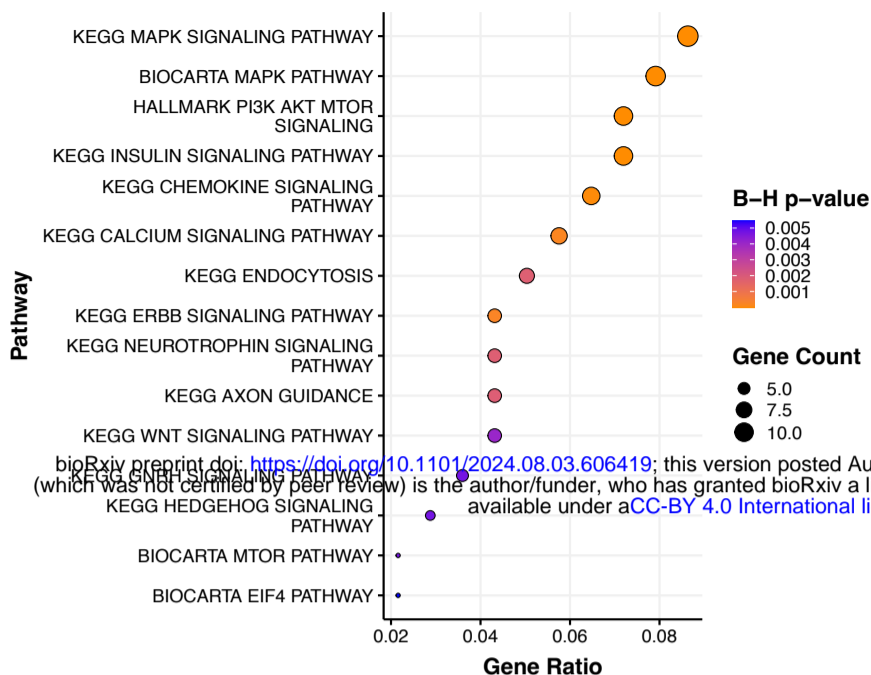 KEGG MAPK SIGNALING PATHWAY
BIOCARTA MAPK PATHWAY
HALLMARK PI3K AKT MTOR
SIGNALING
KEGG INSULIN SIGNALING PATHWAY
KEGG CHEMOKINE SIGNALING
PATHWAY
KEGG CALCIUM SIGNALING PATHWAY
KEGG ENDOCYTOSIS
KEGG ERBB SIGNALING PATHWAY
KEGG NEUROTROPHIN SIGNALING
PATHWAY
KEGG AXON GUIDANCE
KEGG WNT SIGNALING PATHWAY
bioRxiv preprint doi: https://doi.org/10.1101/2024.08.03.606419; this version posted Au
KEGG GNRH SIGNALING PATHWAY
(which was not certified by peer review) is the author/funder, who has granted bioRxiv a l
available under aCC-BY 4.0 International li
KEGG HEDGEHOG SIGNALING
PATHWAY
BIOCARTA MTOR PATHWAY
BIOCARTA EIF4 PATHWAY
Pathway
0.02 0.04 0.06 0.08
Gene Ratio
B−H p−value
0.005
0.004
0.003
0.002
0.001
Gene Count
5.0
7.5
10.0